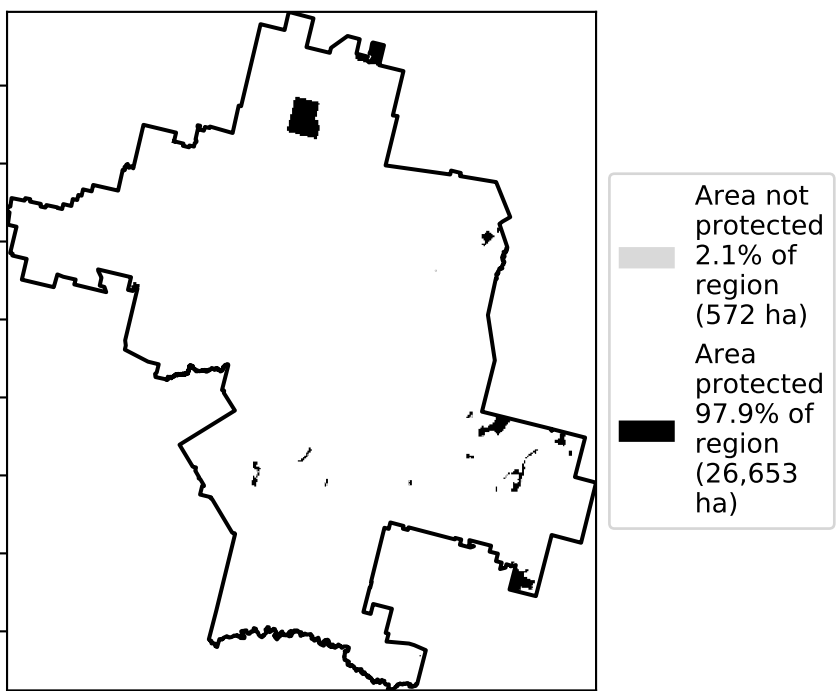 Area not
protected
2.1% of
region
(572 ha)
Area
protected
97.9% of
region
(26,653
ha)